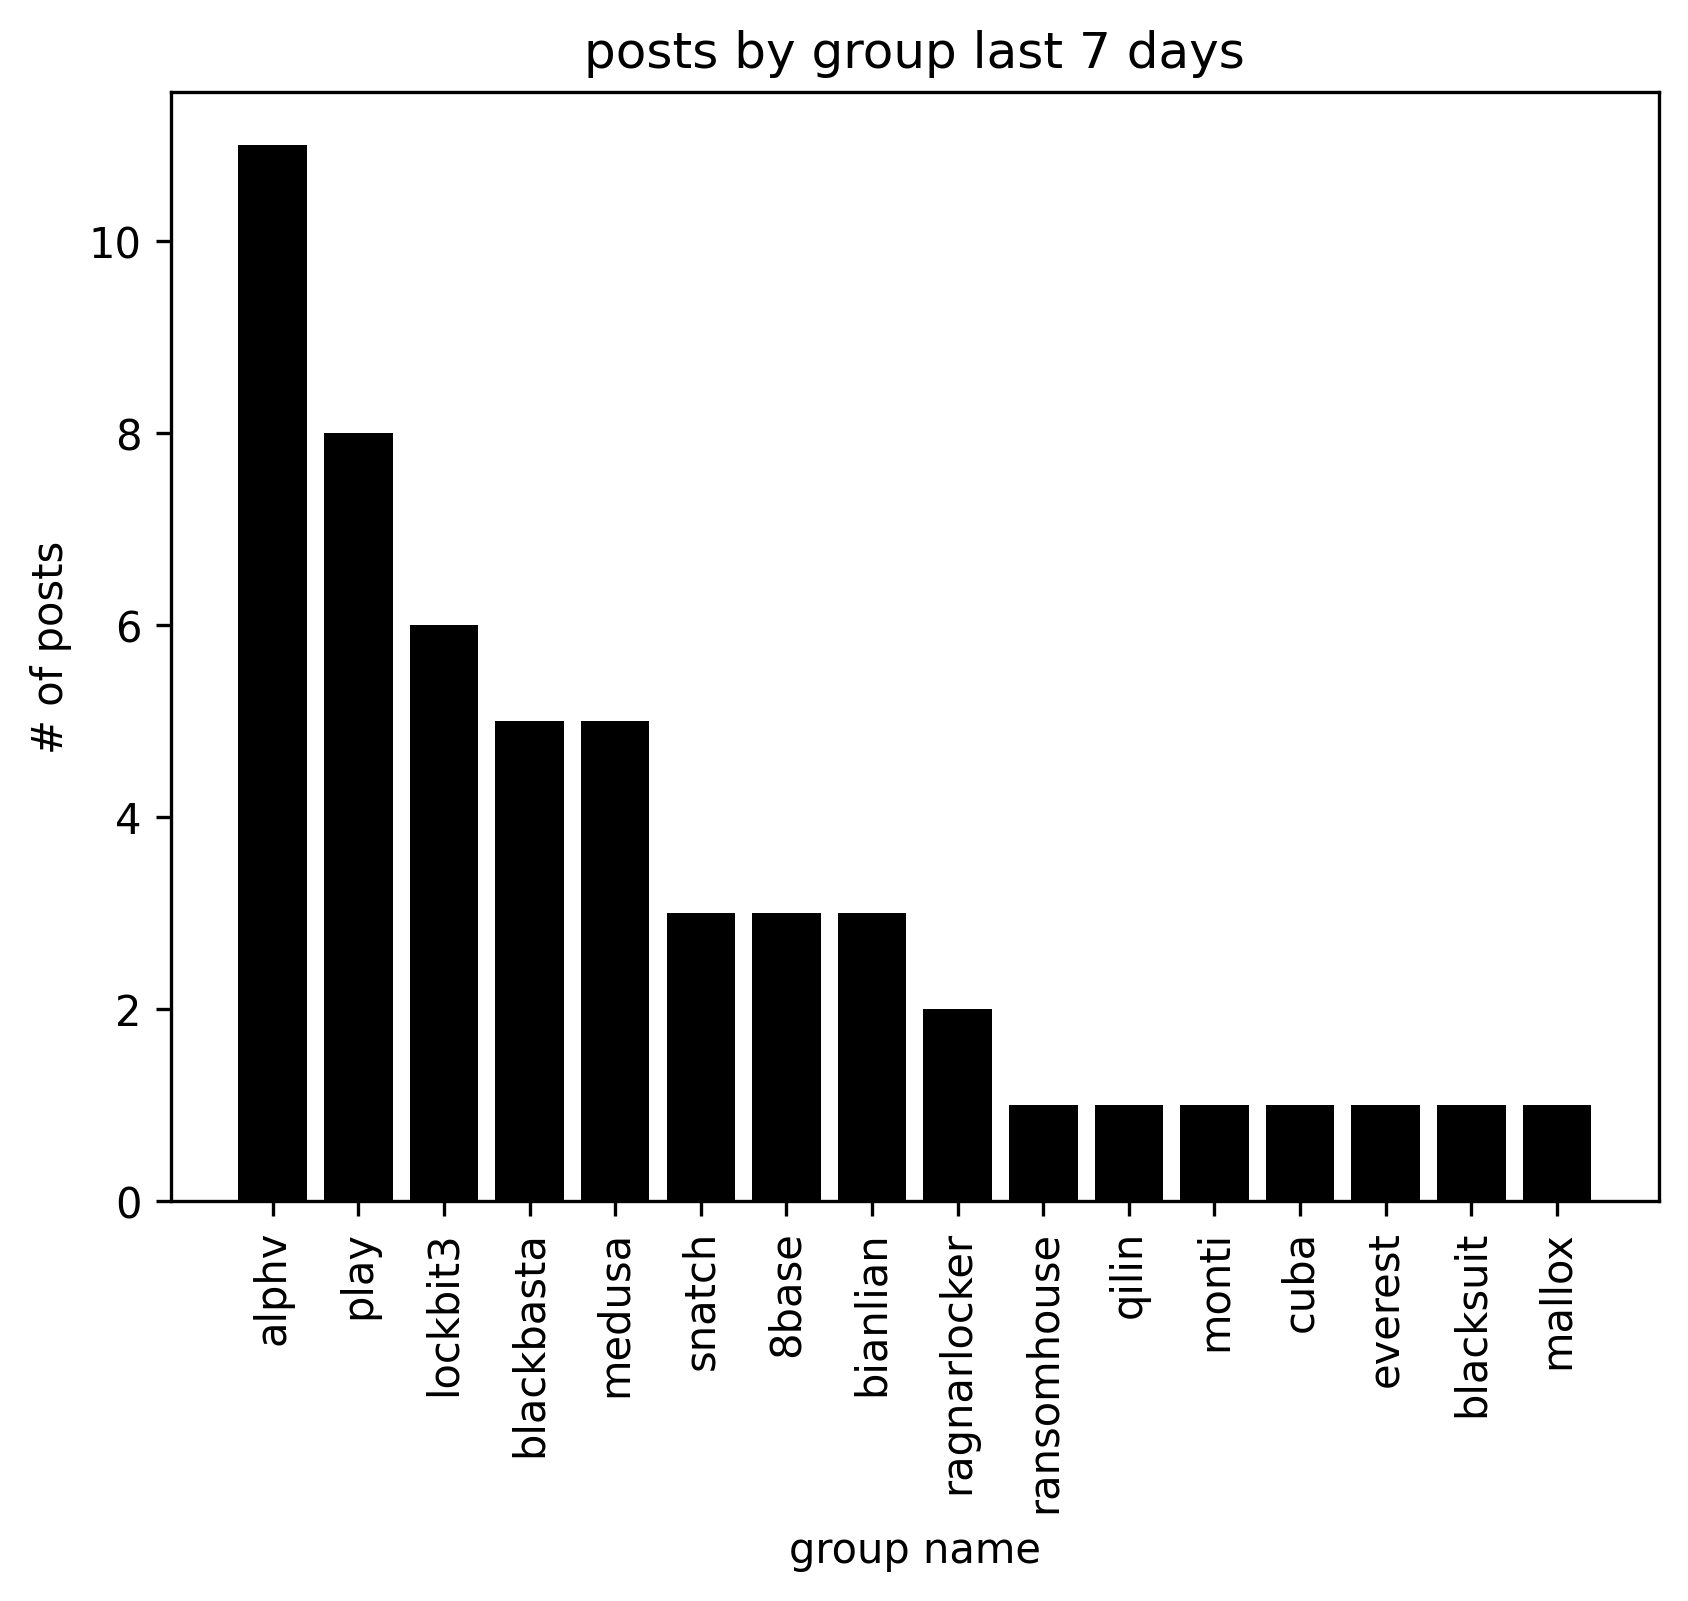 posts by group last 7 days
# of posts
10
8
6
4
2
0
alphv
play
lockbit3
blackbasta
medusa
snatch
8base
bianlian
ragnarlocker
ransomhouse
qilin
monti
cuba
everest
blacksuit
mallox
group name